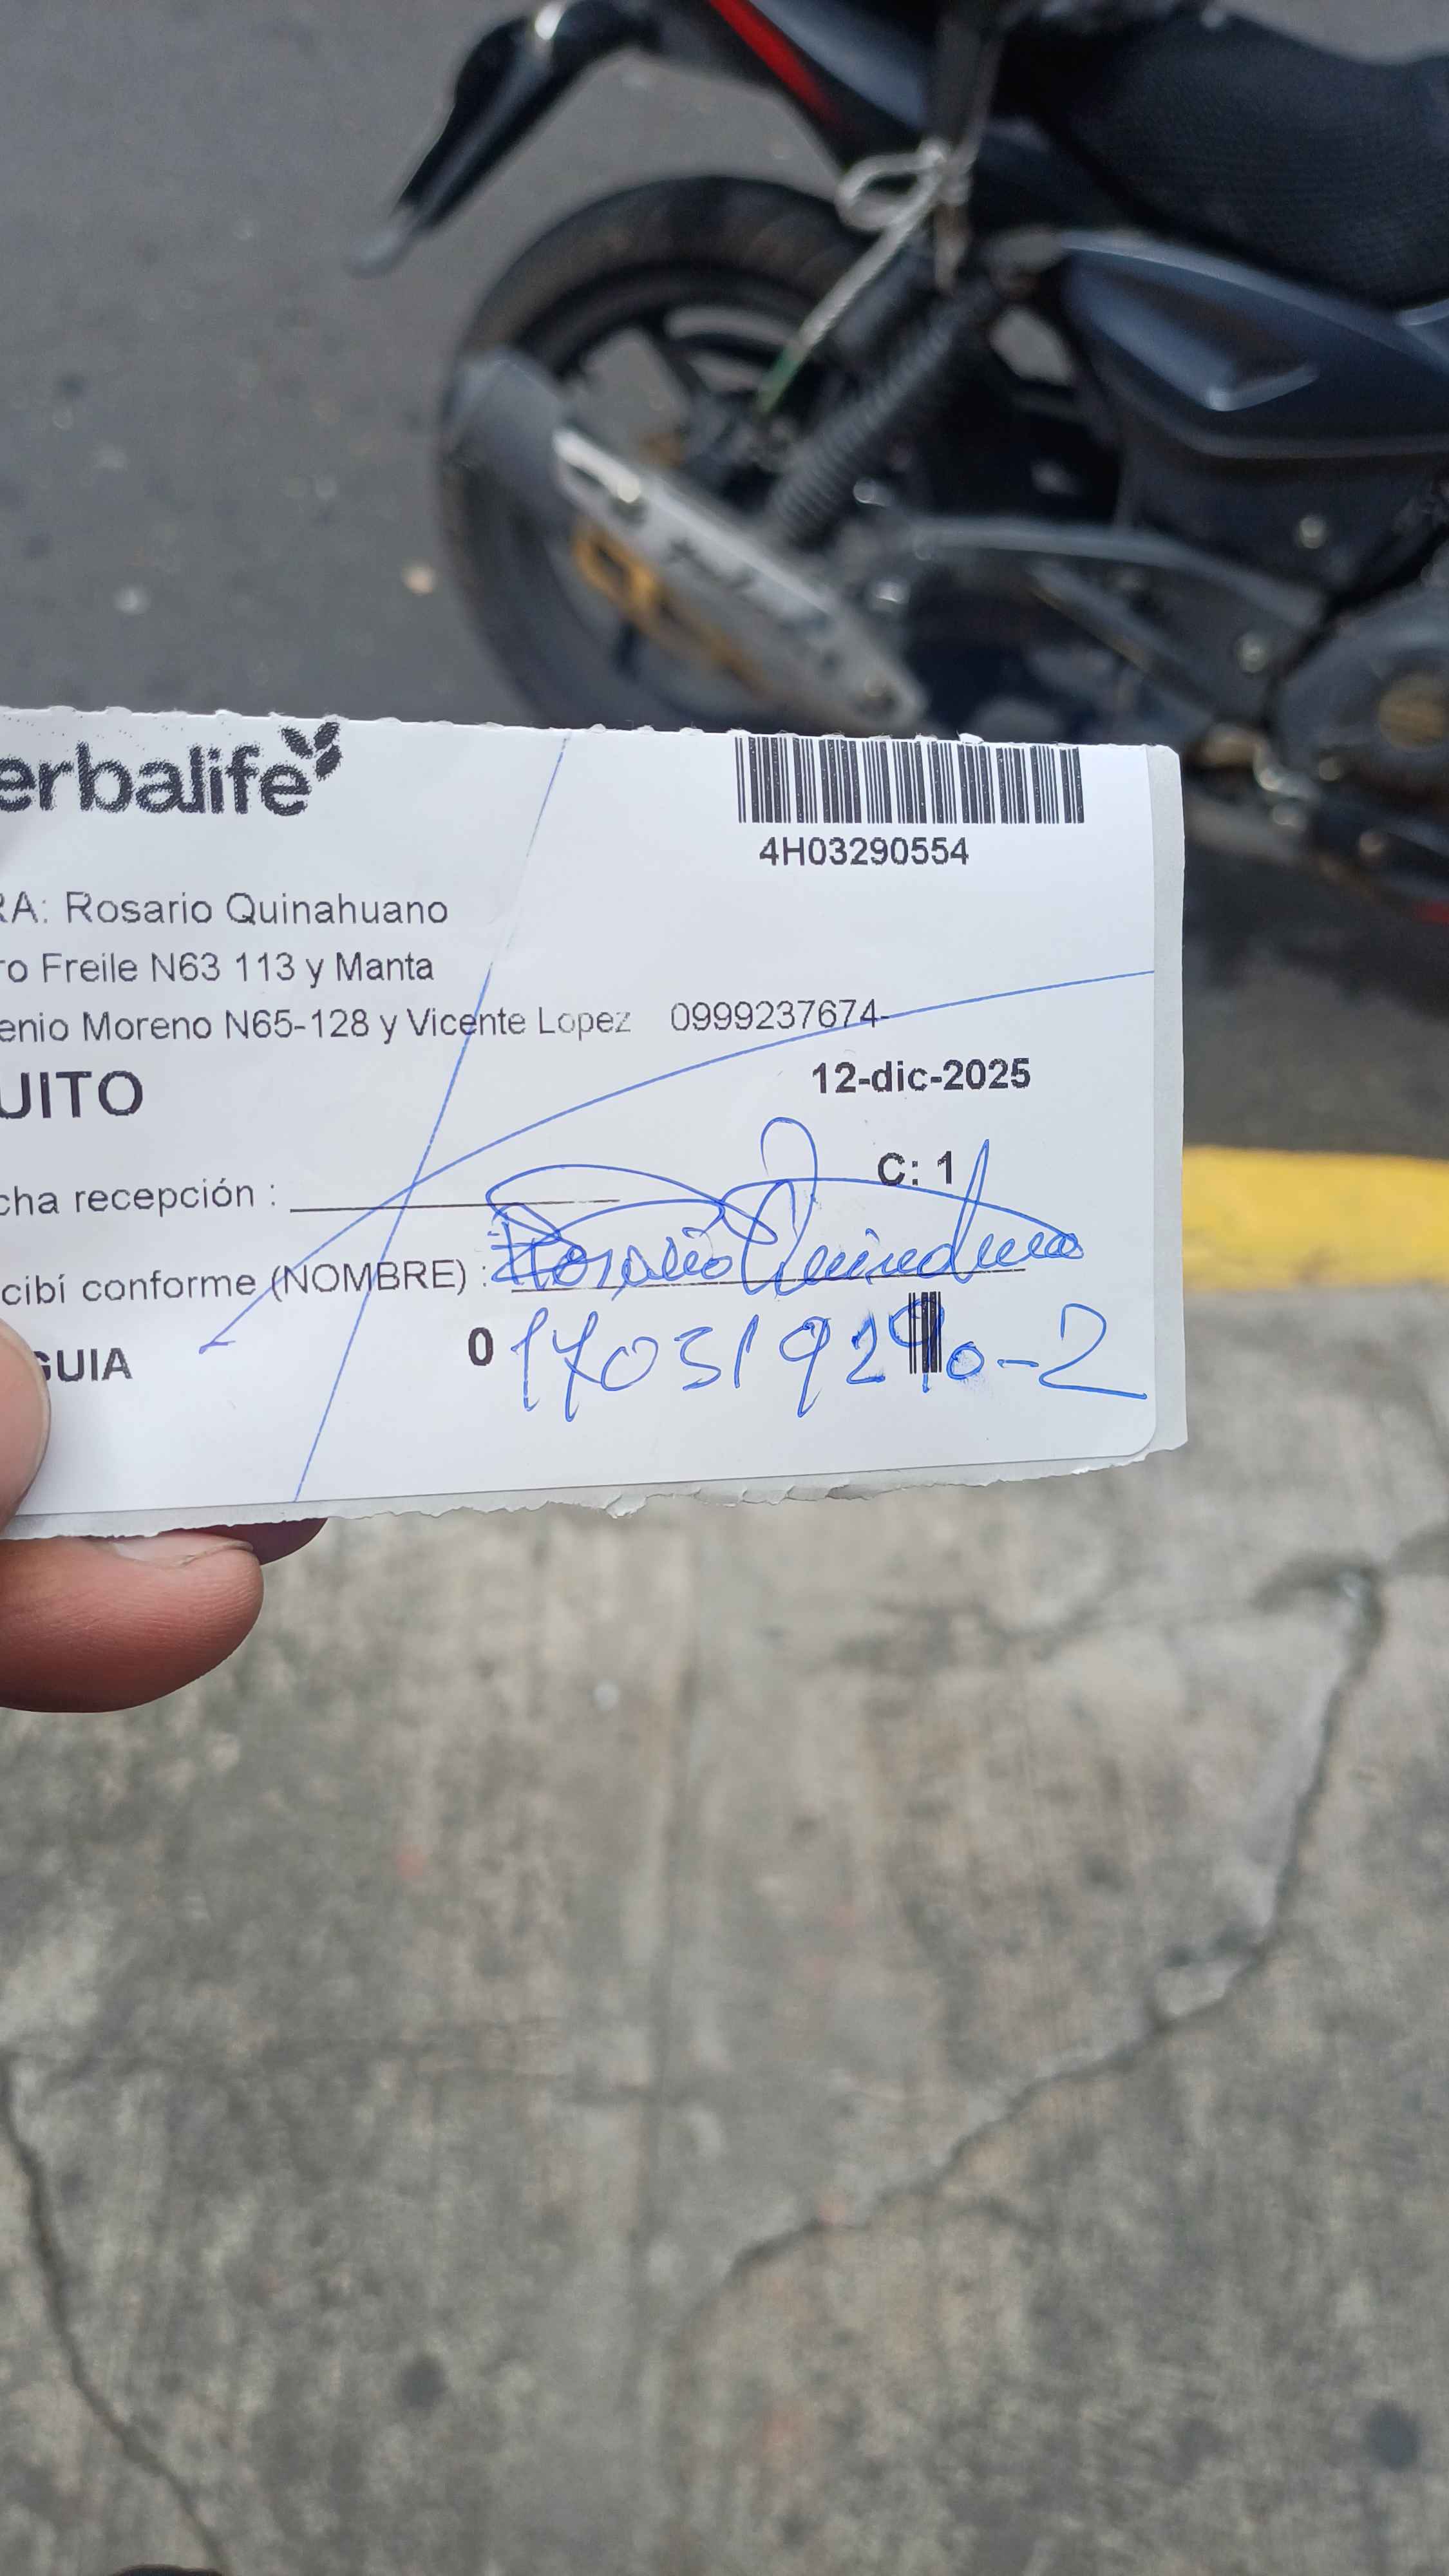 erbalife
4H03290554
RA: Rosario Quinahuano
ro Freile N63 113 y Manta
enio Moreno N65-128 y Vicente Lopez 0999237674-
12-dic-2025
UITO
C: 1
cha recepción :
cibí conforme (NOMBRE) : Rosario
GUIA 0